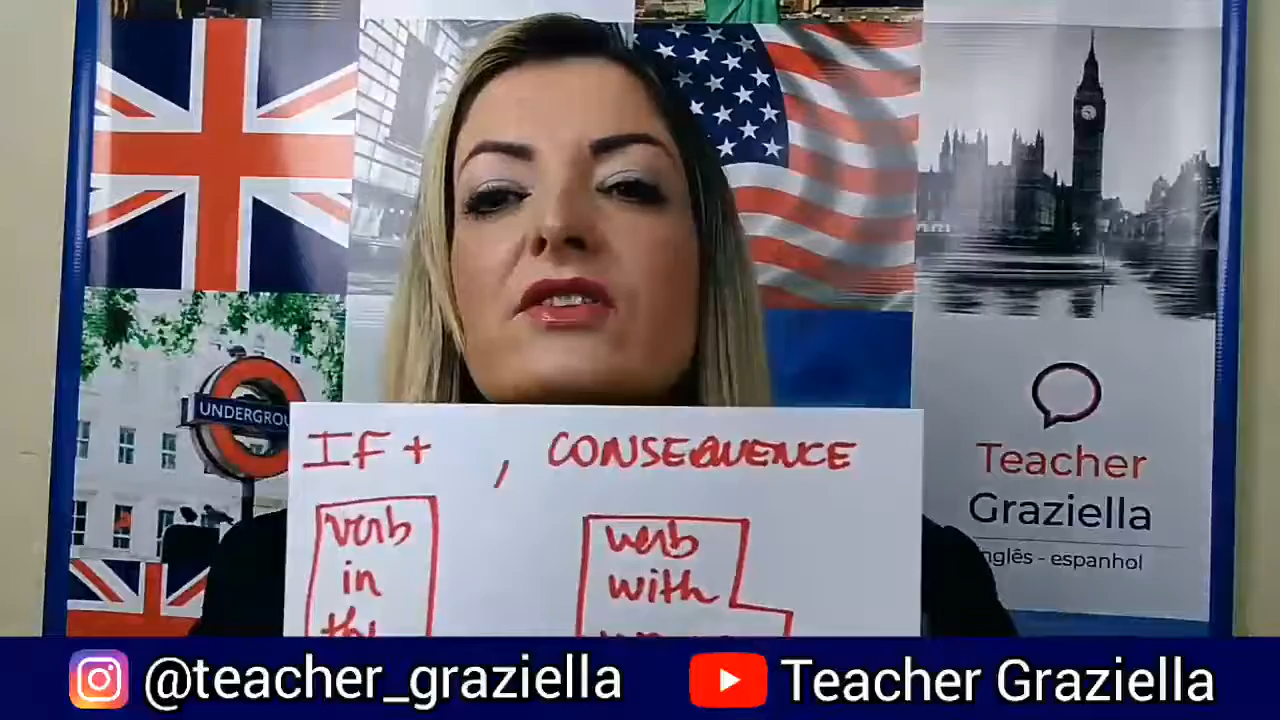 UNDERGROU
IF + , CONSEQUENCE
verb
in
verb
with
Teacher
Graziella
nglês - espanhol
@teacher_graziella
Teacher Graziella